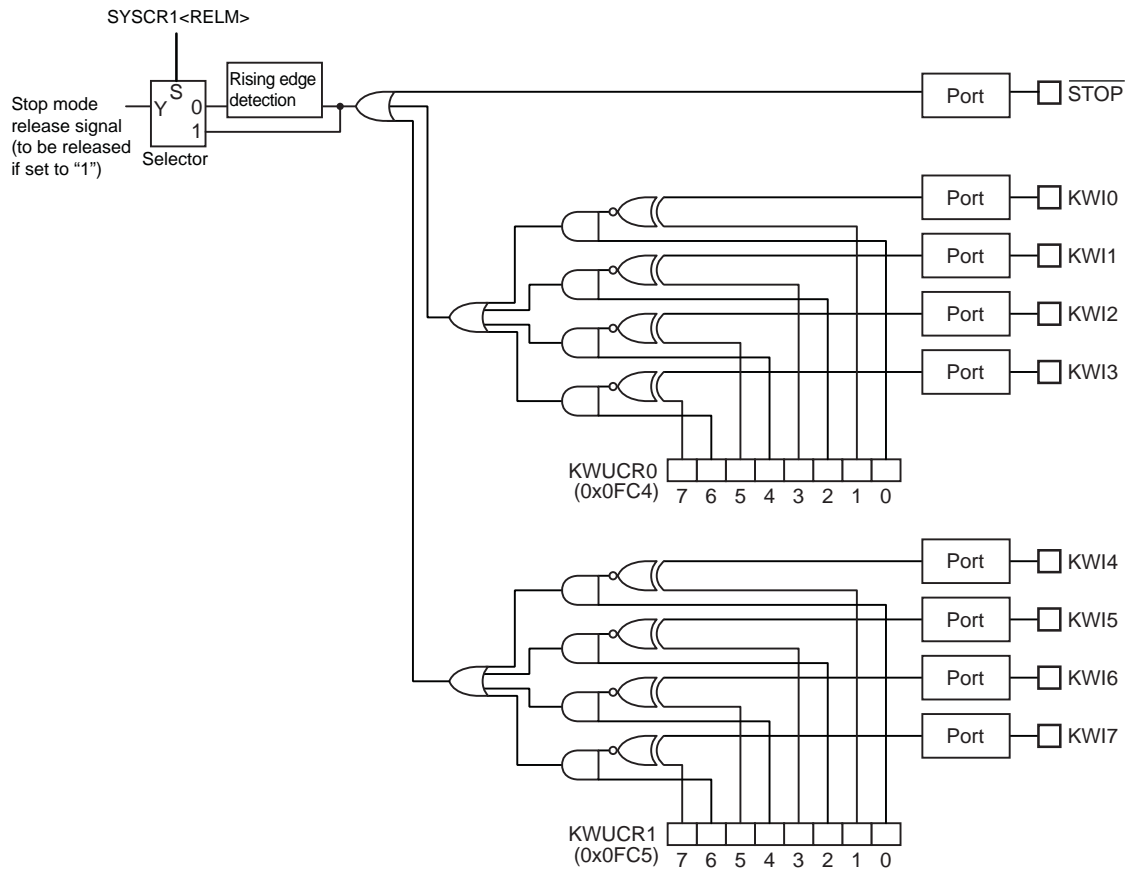 SYSCR1<RELM>
Rising edge
detection
Stop mode
release signal
(to be released
if set to “1”)
S
Y
0
1
Selector
Port
STOP
Port
KWI0
Port
KWI1
Port
KWI2
Port
KWI3
KWUCR0
(0x0FC4)
7 6 5 4 3 2 1 0
Port
KWI4
Port
KWI5
Port
KWI6
Port
KWI7
KWUCR1
(0x0FC5)
7 6 5 4 3 2 1 0